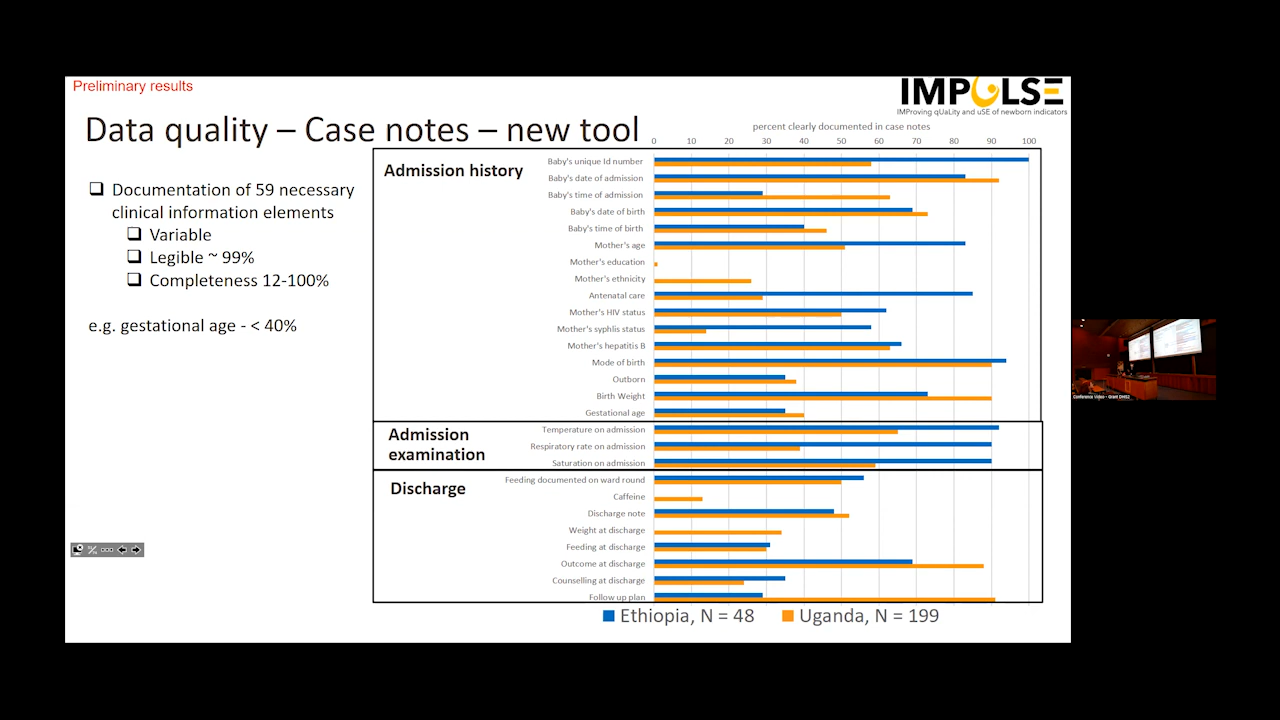 Preliminary results
IMPULSE
IMProving qUaLity and uSE of newborn indicators
Data quality – Case notes – new tool
percent clearly documented in case notes
0 10 20 30 40 50 60 70 80 90 100
❑ Documentation of 59 necessary
clinical information elements
❑ Variable
❑ Legible ~ 99%
❑ Completeness 12-100%
e.g. gestational age - < 40%
Admission history
Baby's unique Id number
Baby's date of admission
Baby's time of admission
Baby's date of birth
Baby's time of birth
Mother's age
Mother's education
Mother's ethnicity
Antenatal care
Mother's HIV status
Mother's syphlis status
Mother's hepatitis B
Mode of birth
Outborn
Birth Weight
Gestational age
Admission
examination
Temperature on admission
Respiratory rate on admission
Saturation on admission
Discharge
Feeding documented on ward round
Caffeine
Discharge note
Weight at discharge
Feeding at discharge
Outcome at discharge
Counselling at discharge
Follow up plan
Ethiopia, N = 48
Uganda, N = 199
Conference Video - Grant DHIS2